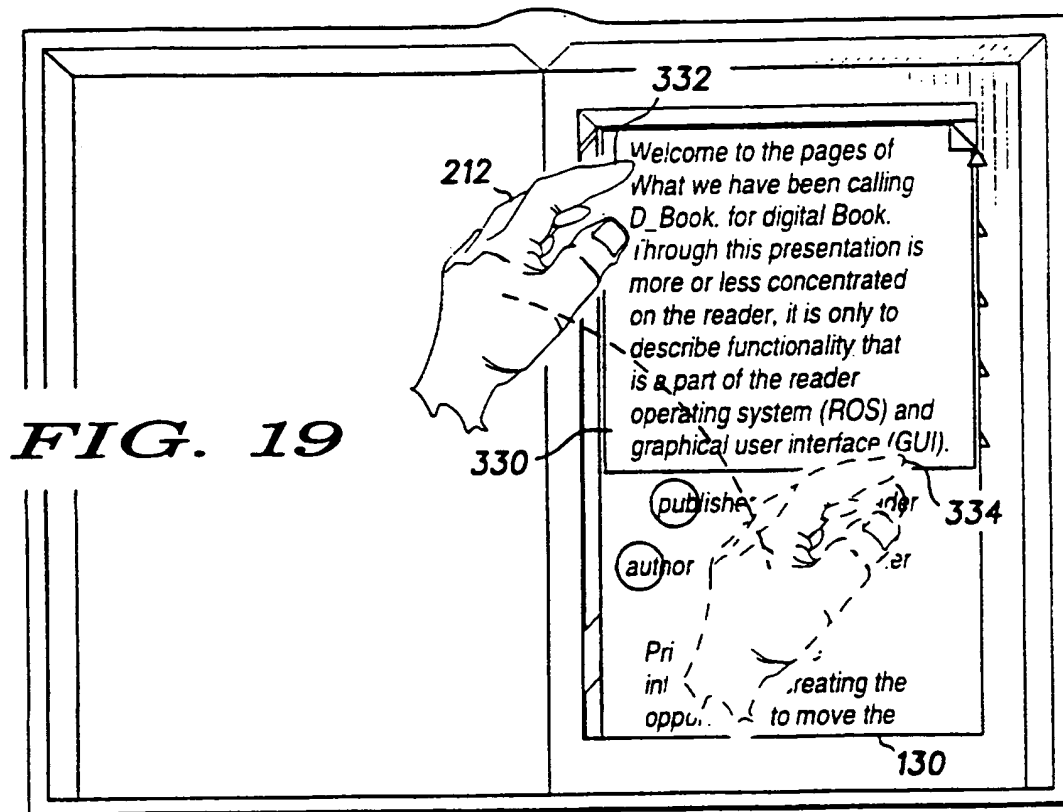 332
212
Welcome to the pages of
What we have been calling
D_Book. for digital Book.
Through this presentation is
more or less concentrated
on the reader, it is only to
describe functionality that
is a part of the reader
operating system (ROS) and
graphical user interface (GUI).
FIG. 19
330
334
author
reating the
to move the
130